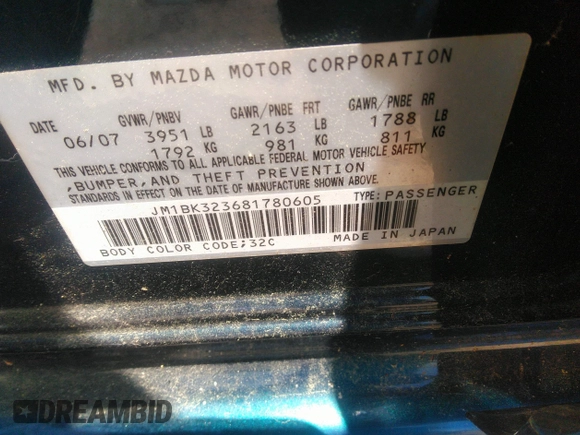 MFD. BY MAZDA MOTOR CORPORATION
DATE GVWR/PNBV GAWR/PNBE FRT GAWR/PNBE RR
06/07 3951 LB 2163 LB 1788 LB
1792 KG 981 KG 811 KG
THIS VEHICLE CONFORMS TO ALL APPLICABLE FEDERAL MOTOR VEHICLE SAFETY
,BUMPER,AND THEFT PREVENTION
STANDARDS IN EFFECT ON THE DATE OF MANUFACTURE SHOWN ABOVE.
JM1BK323681780605 TYPE:PASSENGER
BODY COLOR CODE;32C MADE IN JAPAN
DREAMBID